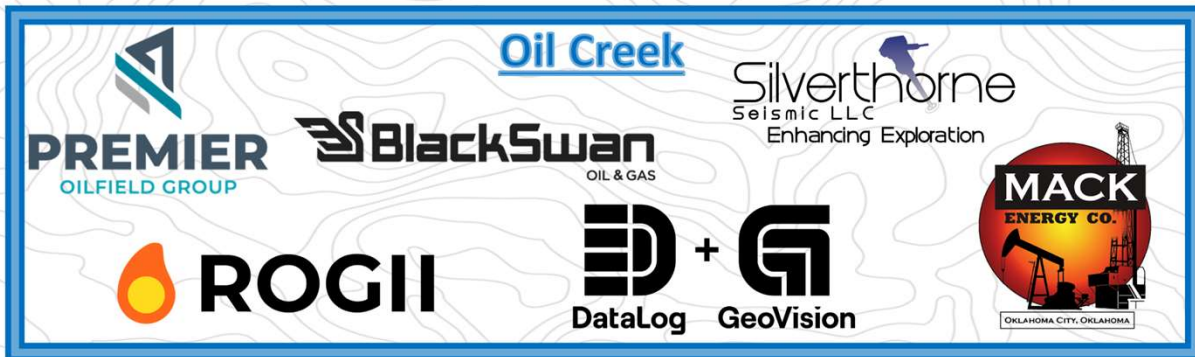 Oil Creek
PREMIER
OILFIELD GROUP
BlackSwan
OIL & GAS
Silverthorne
Seismic LLC
Enhancing Exploration
ROGII
DataLog + GeoVision
MACK
ENERGY CO.
OKLAHOMA CITY, OKLAHOMA